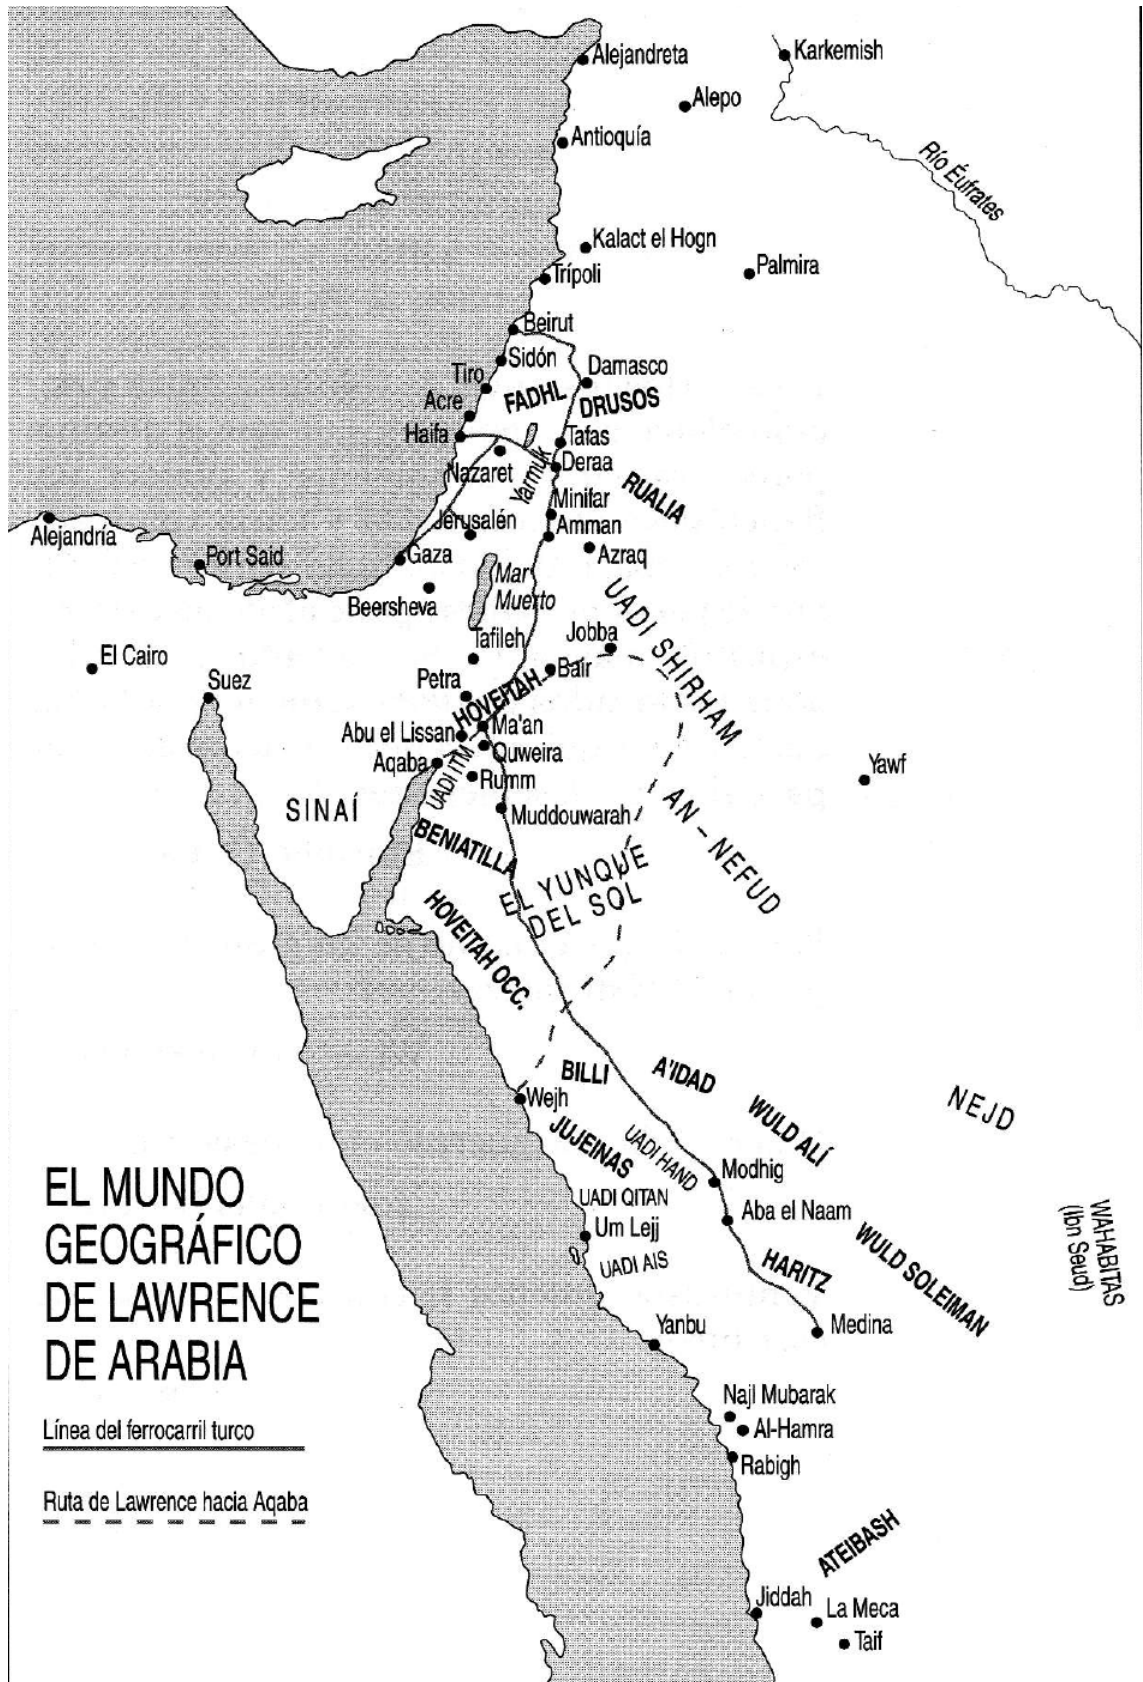 Alejandreta
Karkemish
Alepo
Antioquía
Río Éufrates
Kalact el Hogn
Palmira
Trípoli
Beirut
Sidón
Damasco
Tiro
FADHL
DRUSOS
Acre
Haifa
Tafas
Nazaret
Yarmuk
Deraa
RUALIA
Minifar
Jerusalén
Amman
Alejandría
Port Said
Gaza
Azraq
Mar
Muerto
Beersheva
UADI SHIRHAM
Tafileh
Jobba
El Cairo
Bair
Suez
Petra
HOVEITAH
Abu el Lissan
Ma'an
Quweira
Aqaba
UADI ITM
Rumm
Yawf
SINAÍ
Muddouwarah
AN - NEFUD
BENIATILLA
EL YUNQUE
DEL SOL
HOVEITAH OCC.
BILLI
A'IDAD
Wejh
WULD ALÍ
NEJD
JUJEINAS
UADI HAND
Modhig
UADI QITAN
Aba el Naam
Um Lejj
WULD SOLEIMAN
WAHABITAS
(Ibn Seud)
UADI AIS
HARITZ
Yanbu
Medina
EL MUNDO
GEOGRÁFICO
DE LAWRENCE
DE ARABIA
Najl Mubarak
Al-Hamra
Línea del ferrocarril turco
Rabigh
Ruta de Lawrence hacia Aqaba
ATEIBASH
Jiddah
La Meca
Taif